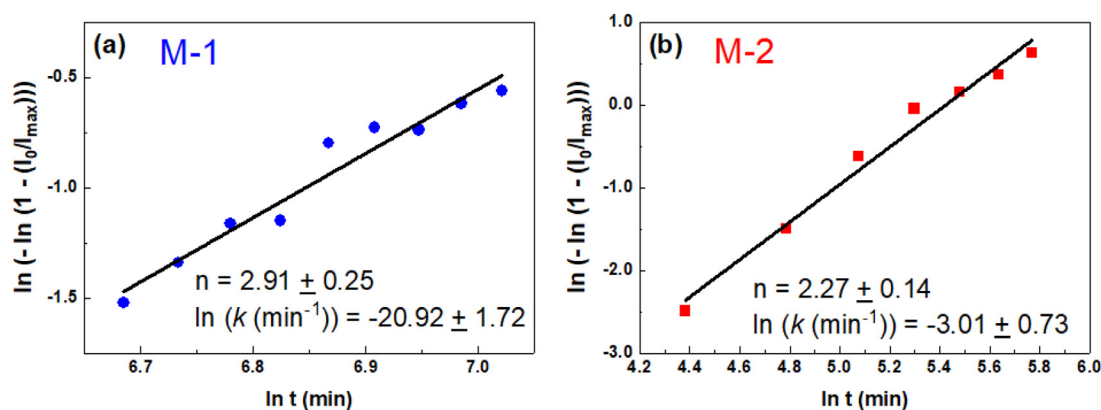 (a) M-1
ln (- ln (1 - (I0/Imax)))
-0.5
-1.0
-1.5
n = 2.91 ± 0.25
ln (k (min-1)) = -20.92 ± 1.72
6.7 6.8 6.9 7.0
ln t (min)
(b) M-2
ln (- ln (1 - (I0/Imax)))
1.0
0.0
-1.0
-2.0
-3.0
n = 2.27 ± 0.14
ln (k (min-1)) = -3.01 ± 0.73
4.2 4.4 4.6 4.8 5.0 5.2 5.4 5.6 5.8 6.0
ln t (min)